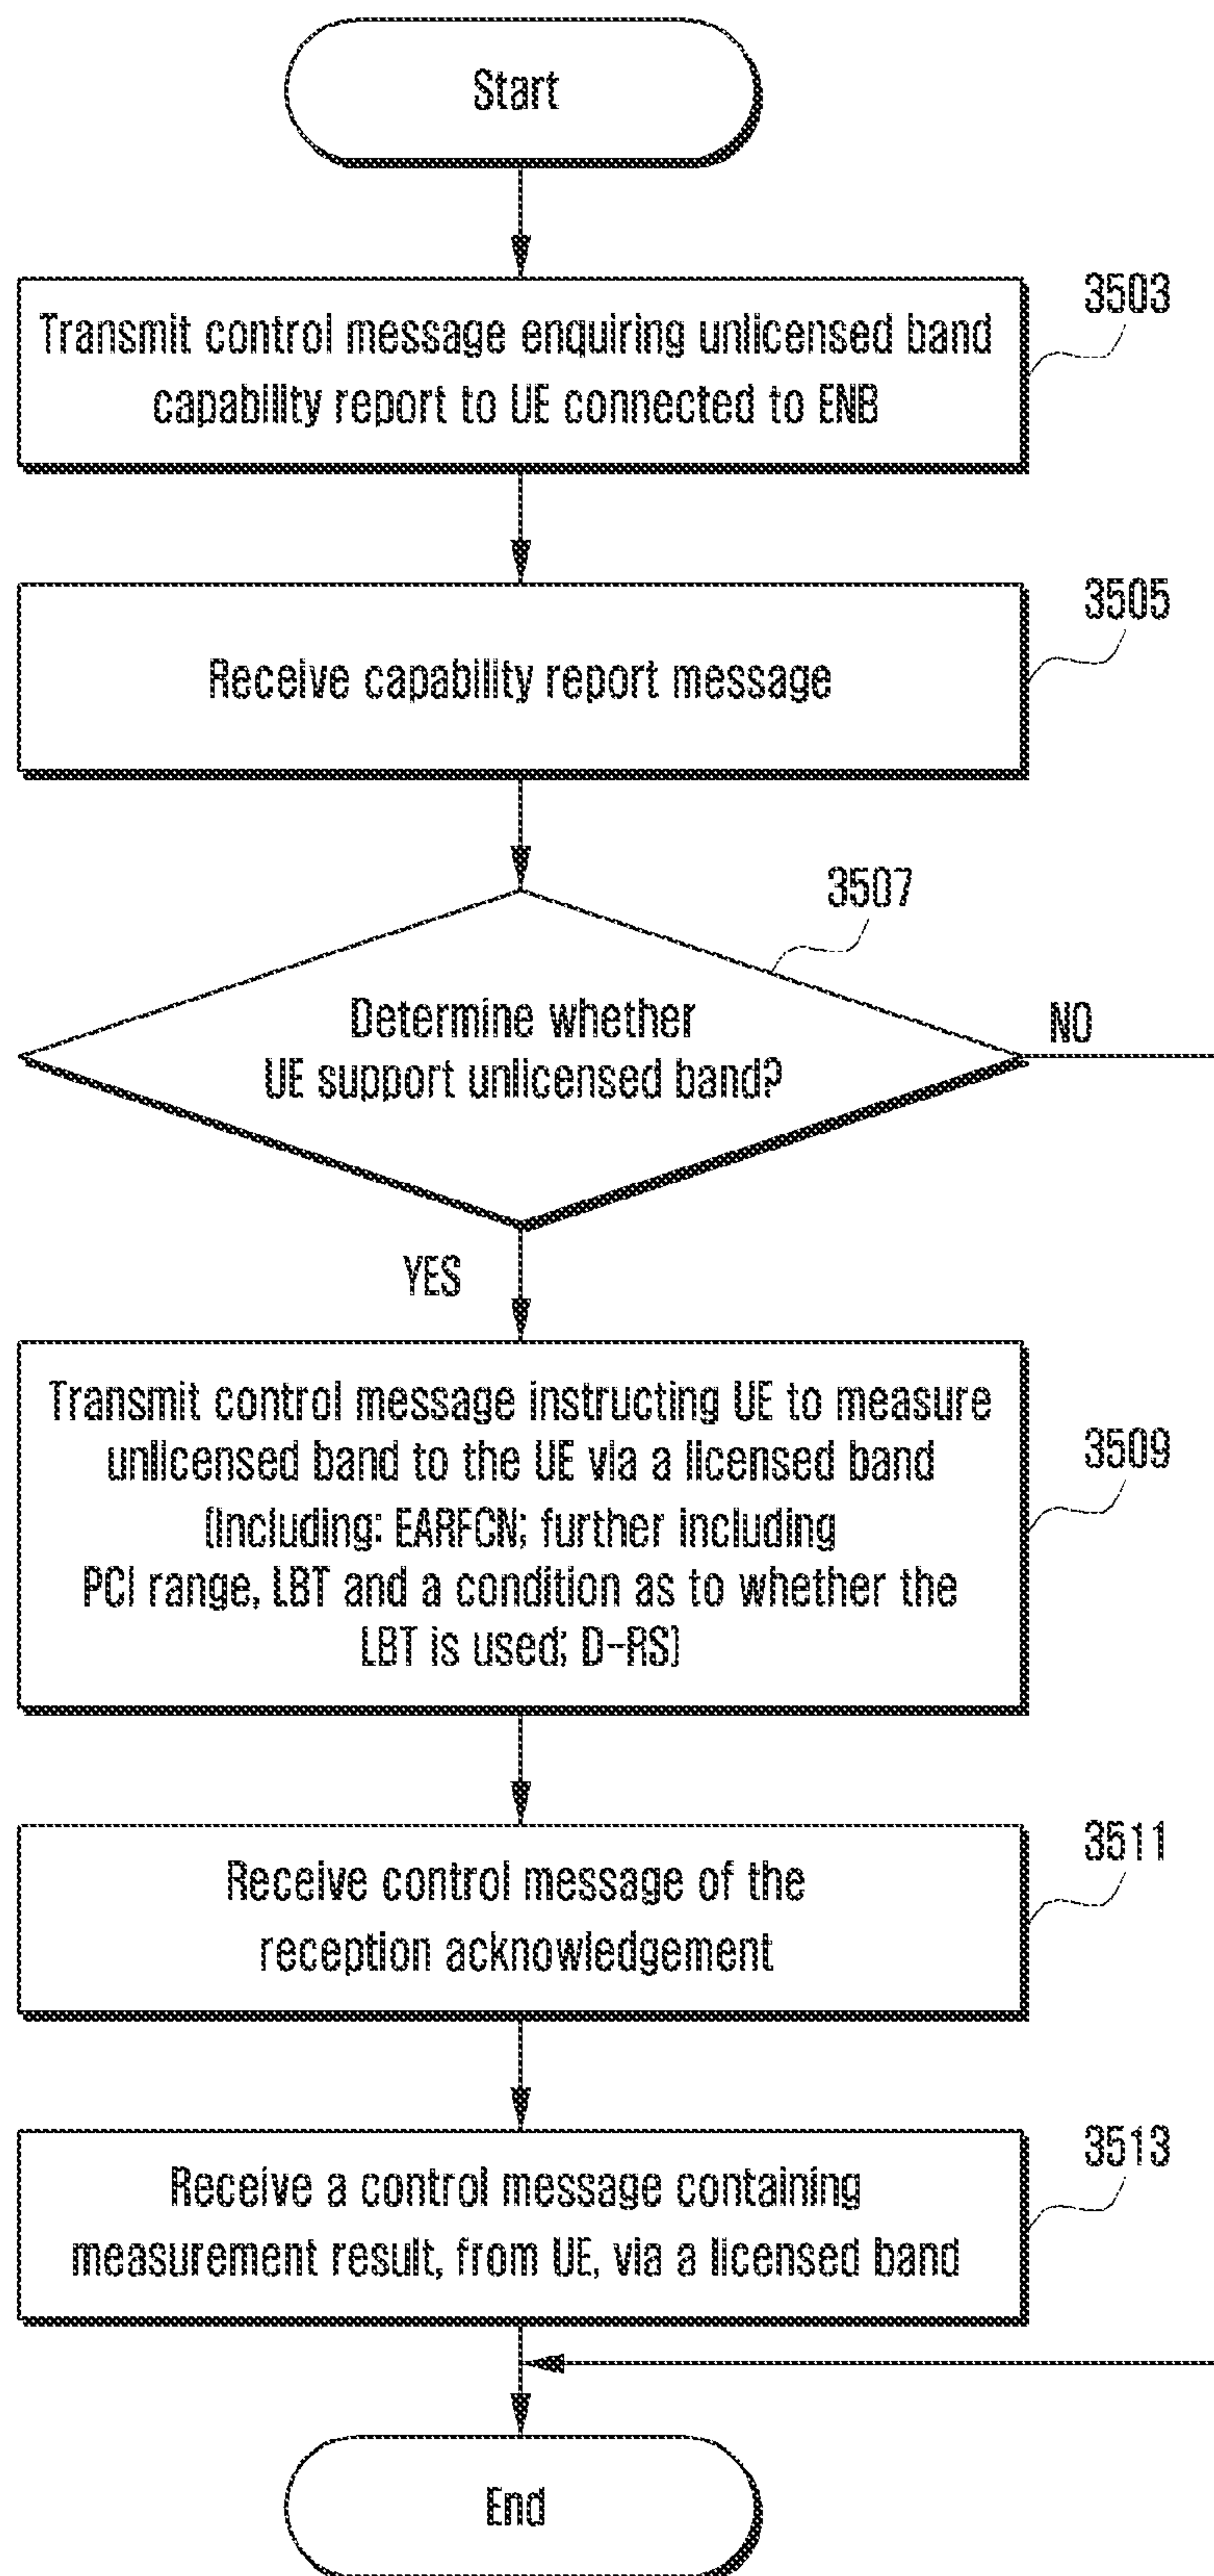 Start
3503
Transmit control message enquiring unlicensed band
capability report to UE connected to ENB
3505
Receive capability report message
3507
Determine whether
UE support unlicensed band?
NO
YES
Transmit control message instructing UE to measure
unlicensed band to the UE via a licensed band
(Including: EARFCN; further including
PCI range, LBT and a condition as to whether the
LBT is used; D-RS)
3509
Receive control message of the
reception acknowledgement
3511
Receive a control message containing
measurement result, from UE, via a licensed band
3513
End